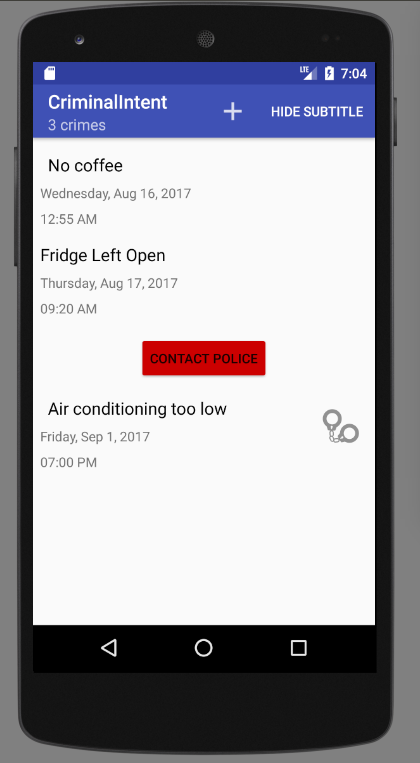 LTE 7:04
CriminalIntent
3 crimes
HIDE SUBTITLE
No coffee
Wednesday, Aug 16, 2017
12:55 AM
Fridge Left Open
Thursday, Aug 17, 2017
09:20 AM
CONTACT POLICE
Air conditioning too low
Friday, Sep 1, 2017
07:00 PM